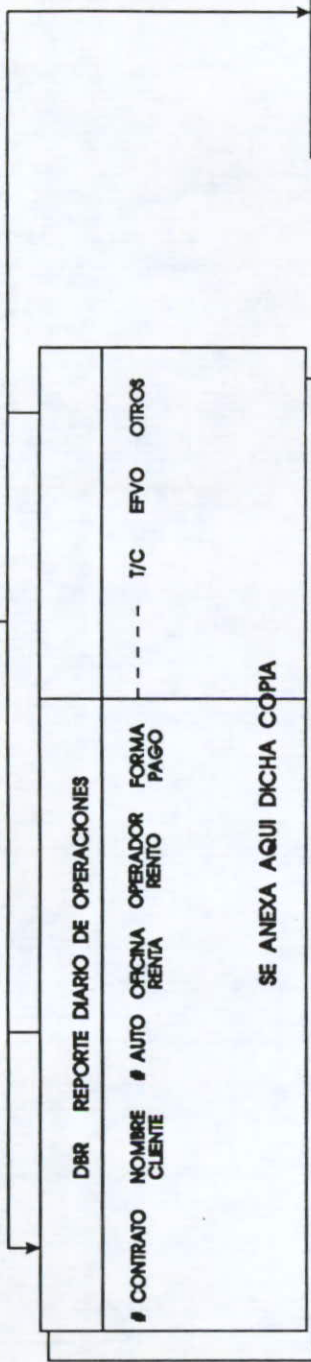 DBR REPORTE DIARIO DE OPERACIONES
# CONTRATO NOMBRE # AUTO OFICINA OPERADOR FORMA - - - - - T/C EFVO OTROS
CLIENTE RENTA RENTO PAGO
SE ANEXA AQUI DICHA COPIA